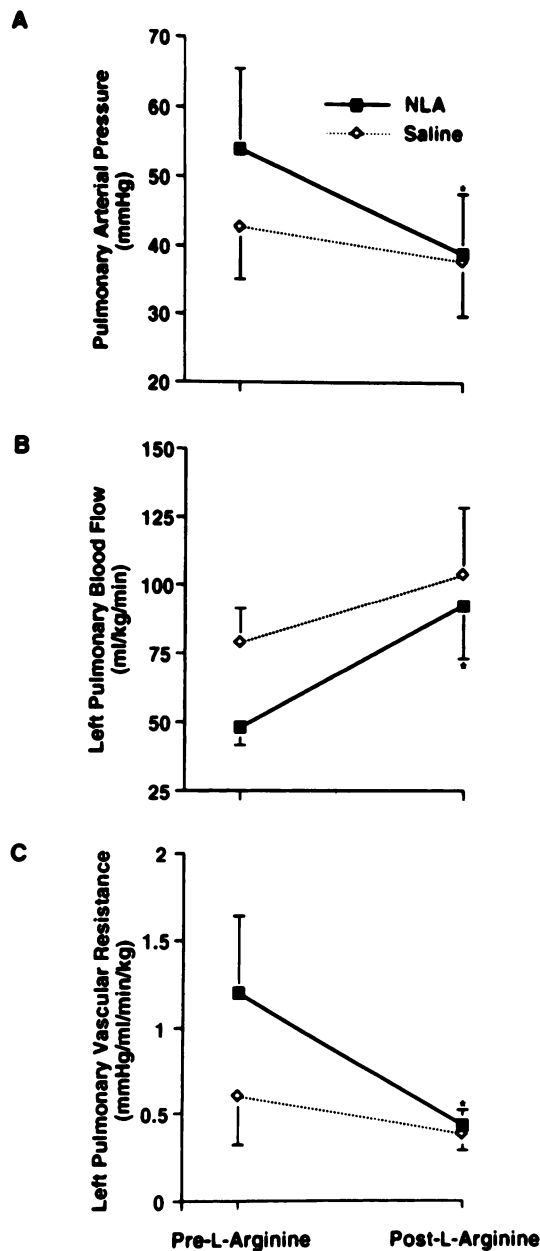 A
Pulmonary Arterial Pressure
(mmHg)
70
60
50
40
30
20
NLA
Saline
*
B
Left Pulmonary Blood Flow
(ml/kg/min)
150
125
100
75
50
25
*
C
Left Pulmonary Vascular Resistance
(mmHg/ml/min/kg)
2
1.5
1
0.5
0
*
Pre-L-Arginine
Post-L-Arginine